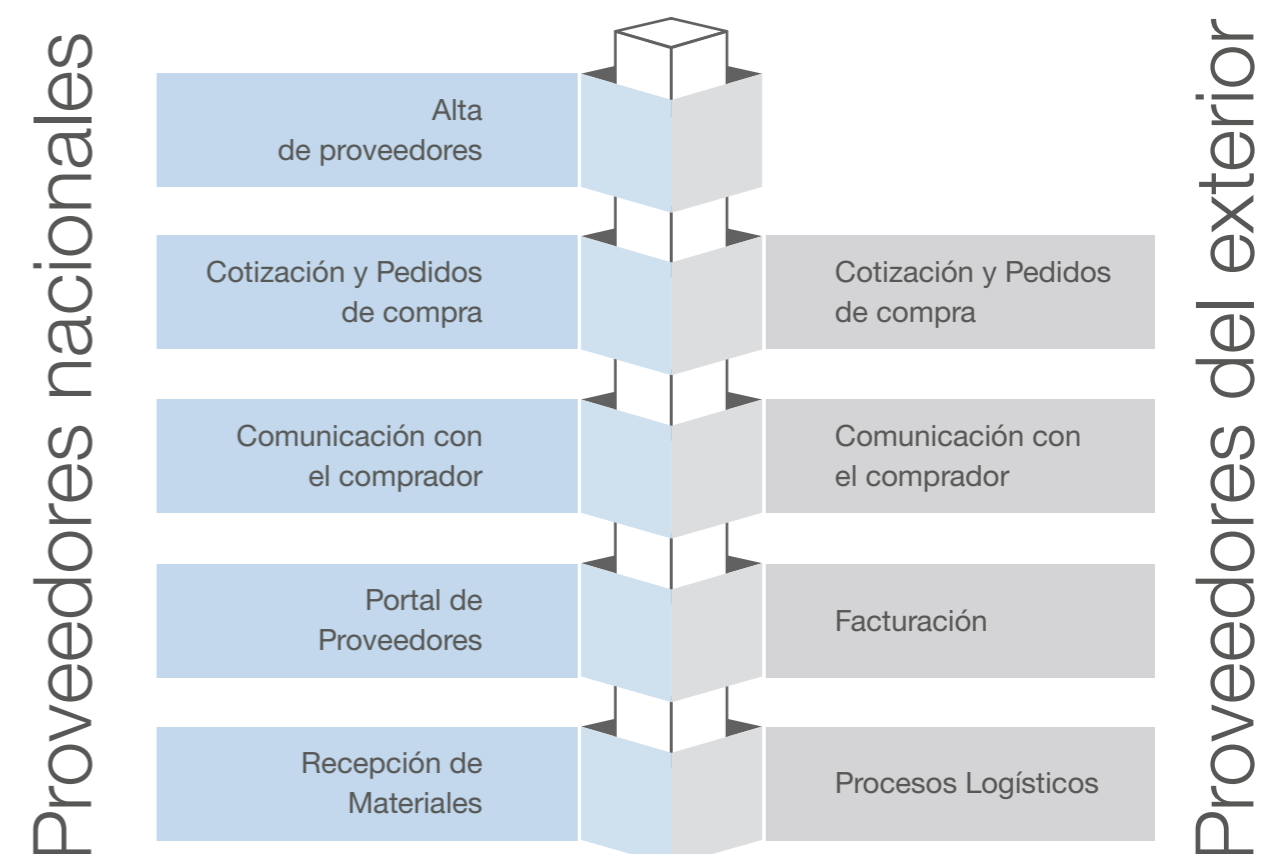 Proveedores nacionales
Alta
de proveedores
Cotización y Pedidos
de compra
Comunicación con
el comprador
Portal de
Proveedores
Recepción de
Materiales
Cotización y Pedidos
de compra
Comunicación con
el comprador
Facturación
Procesos Logísticos
Proveedores del exterior